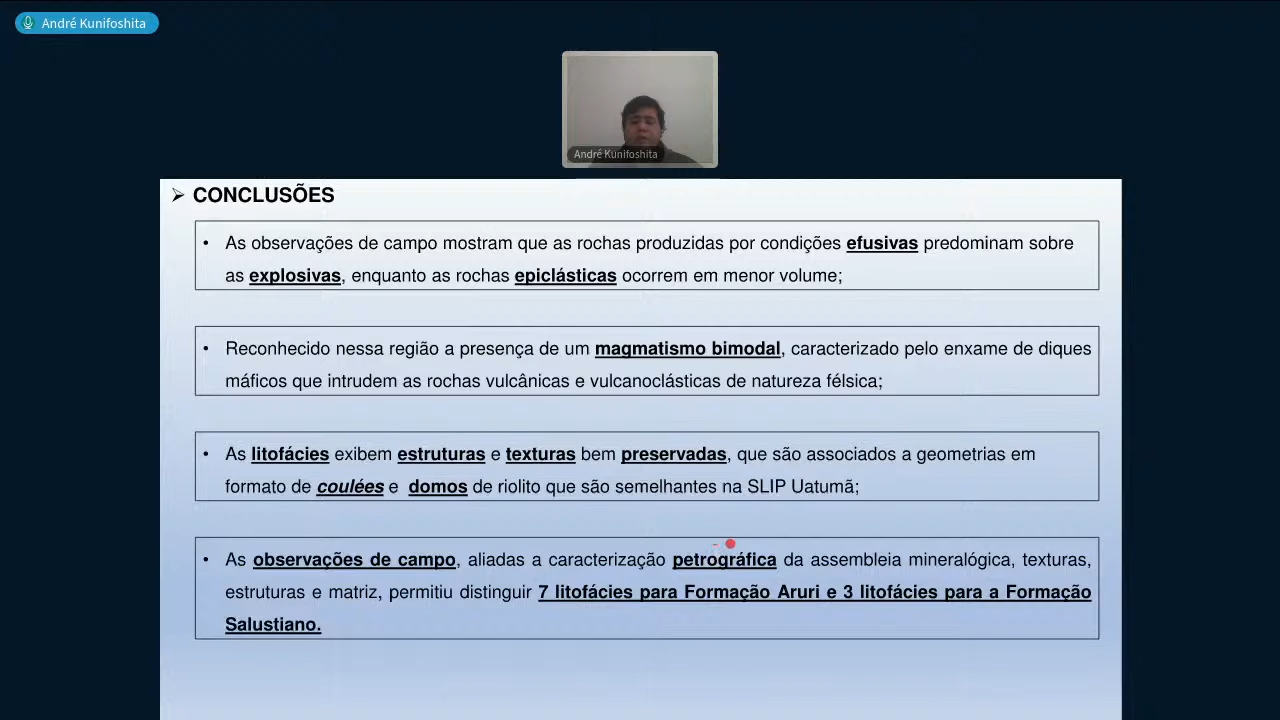 André Kunifoshita
André Kunifoshita
➢ CONCLUSÕES
• As observações de campo mostram que as rochas produzidas por condições efusivas predominam sobre
as explosivas, enquanto as rochas epiclásticas ocorrem em menor volume;
• Reconhecido nessa região a presença de um magmatismo bimodal, caracterizado pelo enxame de diques
máficos que intrudem as rochas vulcânicas e vulcanoclásticas de natureza félsica;
• As litofácies exibem estruturas e texturas bem preservadas, que são associados a geometrias em
formato de coulées e domos de riolito que são semelhantes na SLIP Uatumã;
• As observações de campo, aliadas a caracterização petrográfica da assembleia mineralógica, texturas,
estruturas e matriz, permitiu distinguir 7 litofácies para Formação Aruri e 3 litofácies para a Formação
Salustiano.